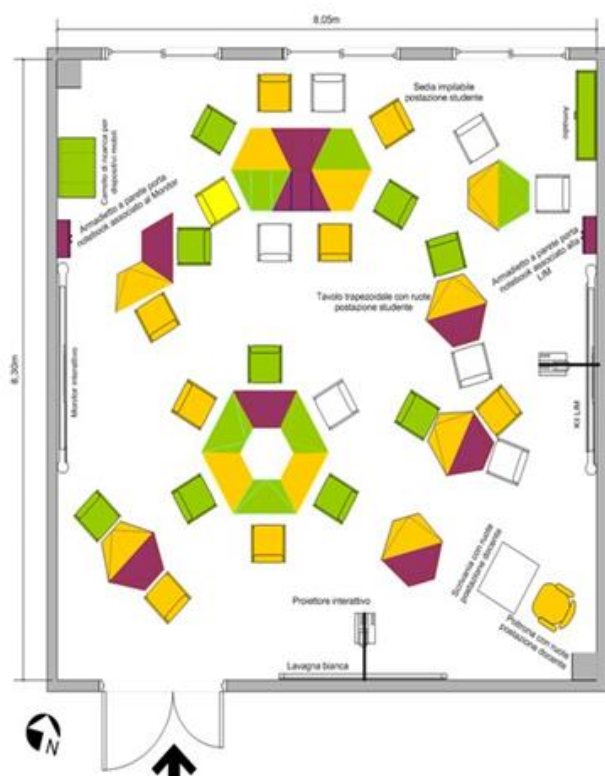 8,05m
Sedia impilabile
postazione studente
Armadio
Carrello di ricarica per
dispositivi mobili
Armadietto a parete porta
notebook associato al Monitor
Armadietto a parete porta
notebook associato alla
LIM
Tavolo trapezoidale con ruote
postazione studente
8,30m
Monitor interattivo
Kit LIM
Scrivania con ruote
postazione docente
Poltrona con ruote
postazione docente
Proiettore interattivo
Lavagna bianca
N